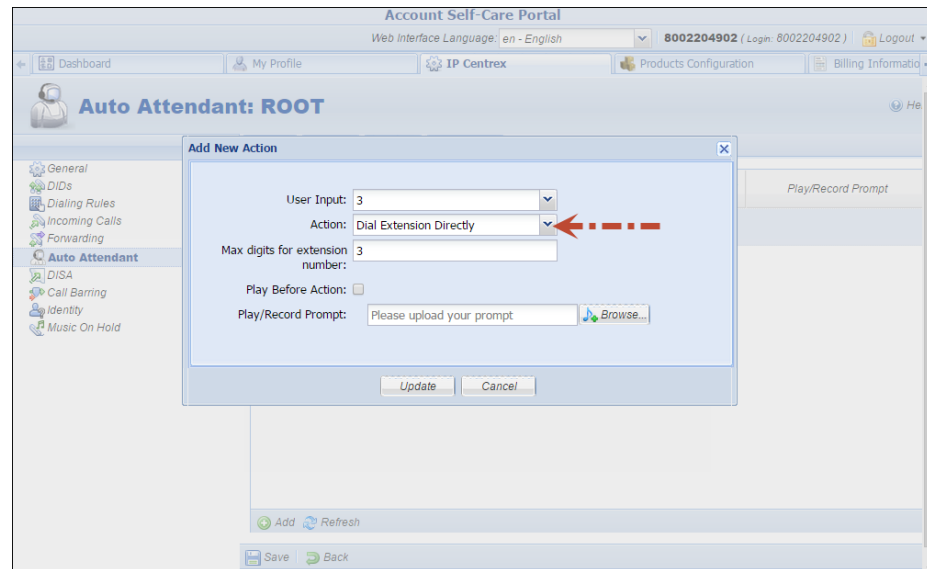 Account Self-Care Portal
Web Interface Language: en - English 8002204902 (Login: 8002204902) Logout
Dashboard My Profile IP Centrex Products Configuration Billing Informatio
Auto Attendant: ROOT He
Add New Action
General
DIDs
Dialing Rules
Incoming Calls
Forwarding
Auto Attendant
DISA
Call Barring
Identity
Music On Hold
Play/Record Prompt
User Input: 3
Action: Dial Extension Directly
Max digits for extension number: 3
Play Before Action:
Play/Record Prompt: Please upload your prompt Browse...
Update Cancel
Add Refresh
Save Back